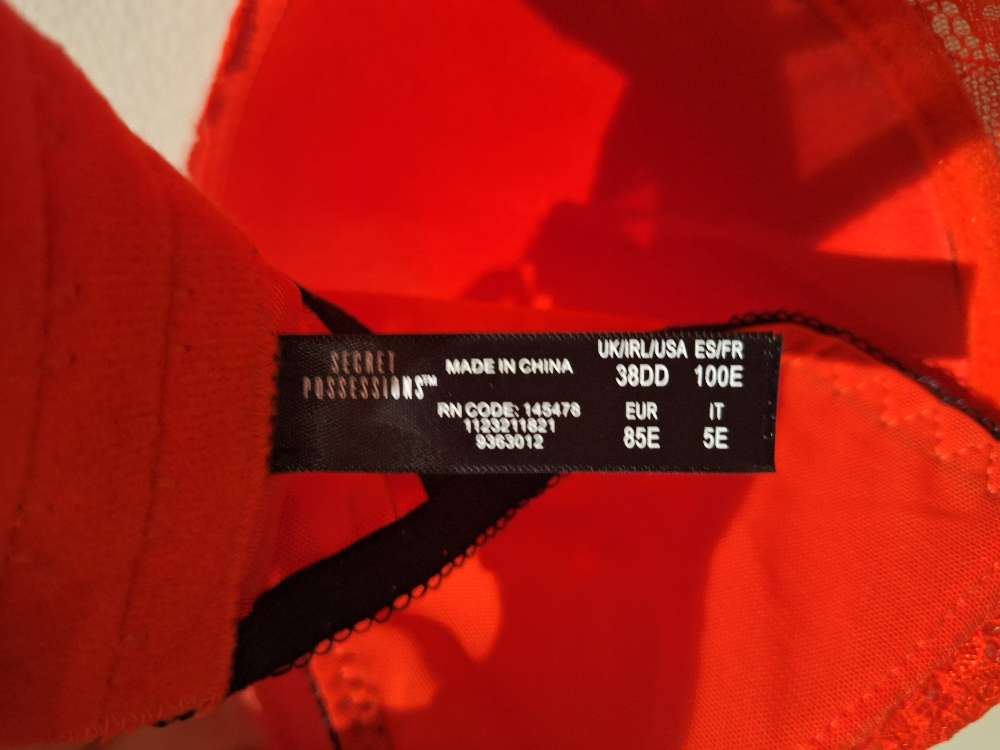 SECRET
POSSESSIONS™
MADE IN CHINA
RN CODE: 145478
1123211821
9363012
UK/IRL/USA ES/FR
38DD 100E
EUR IT
85E 5E